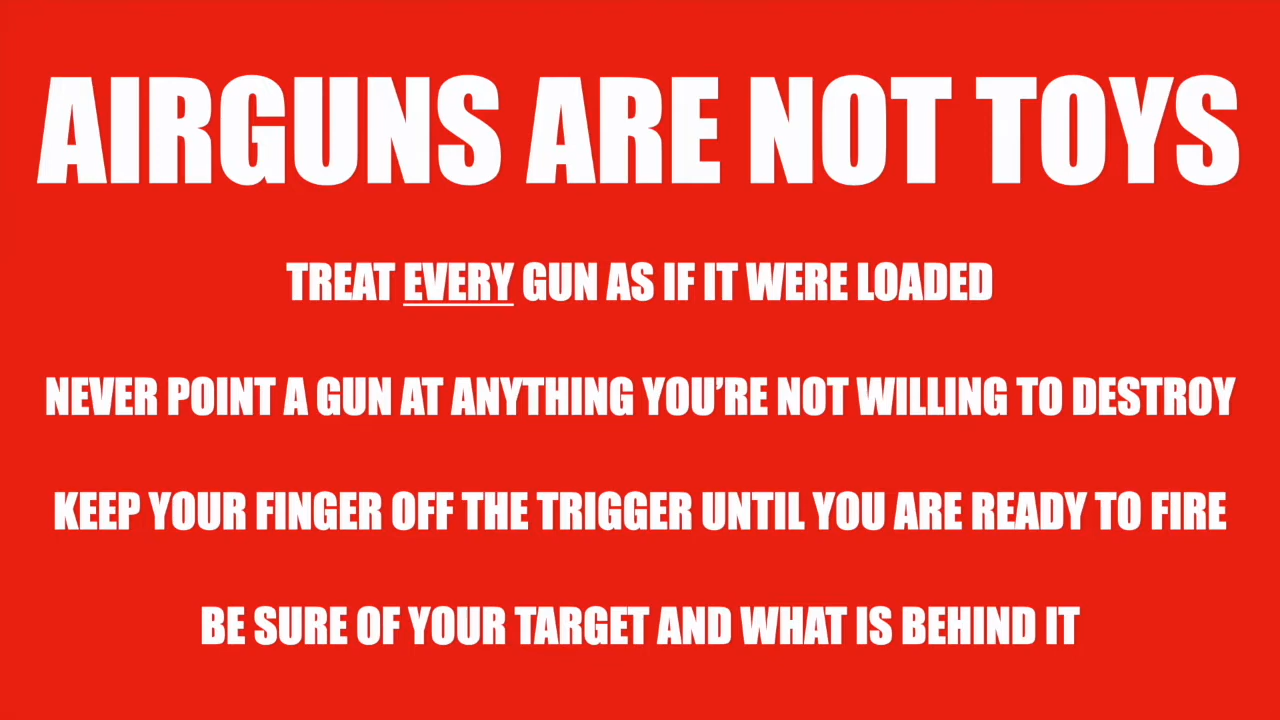 AIRGUNS ARE NOT TOYS
TREAT EVERY GUN AS IF IT WERE LOADED
NEVER POINT A GUN AT ANYTHING YOU’RE NOT WILLING TO DESTROY
KEEP YOUR FINGER OFF THE TRIGGER UNTIL YOU ARE READY TO FIRE
BE SURE OF YOUR TARGET AND WHAT IS BEHIND IT